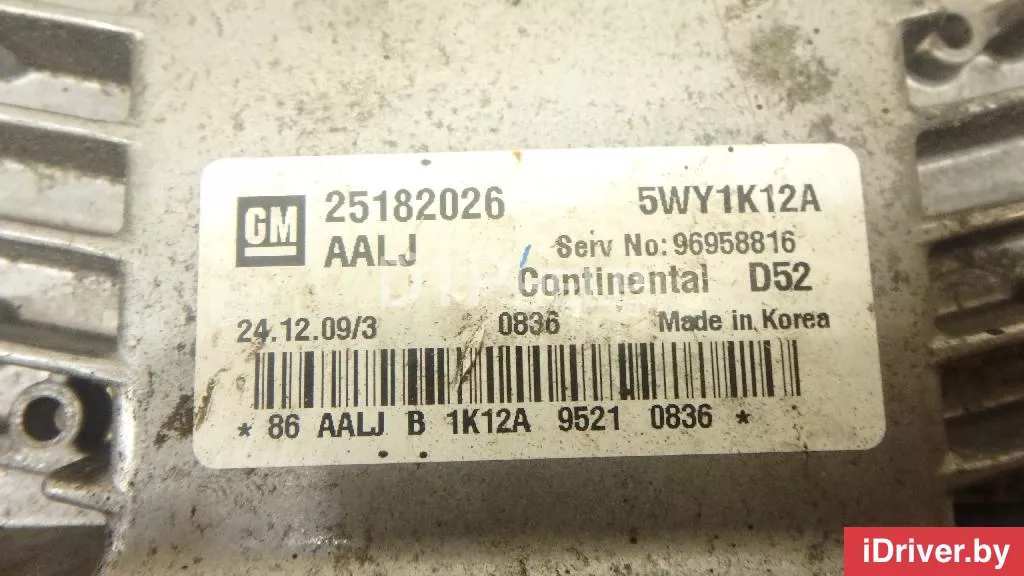 GM 25182026 5WY1K12A
AALJ Serv No: 96958816
Continental D52
24.12.09/3 0836 Made in Korea
* 86 AALJ B 1K12A 9521 0836 *
iDriver.by